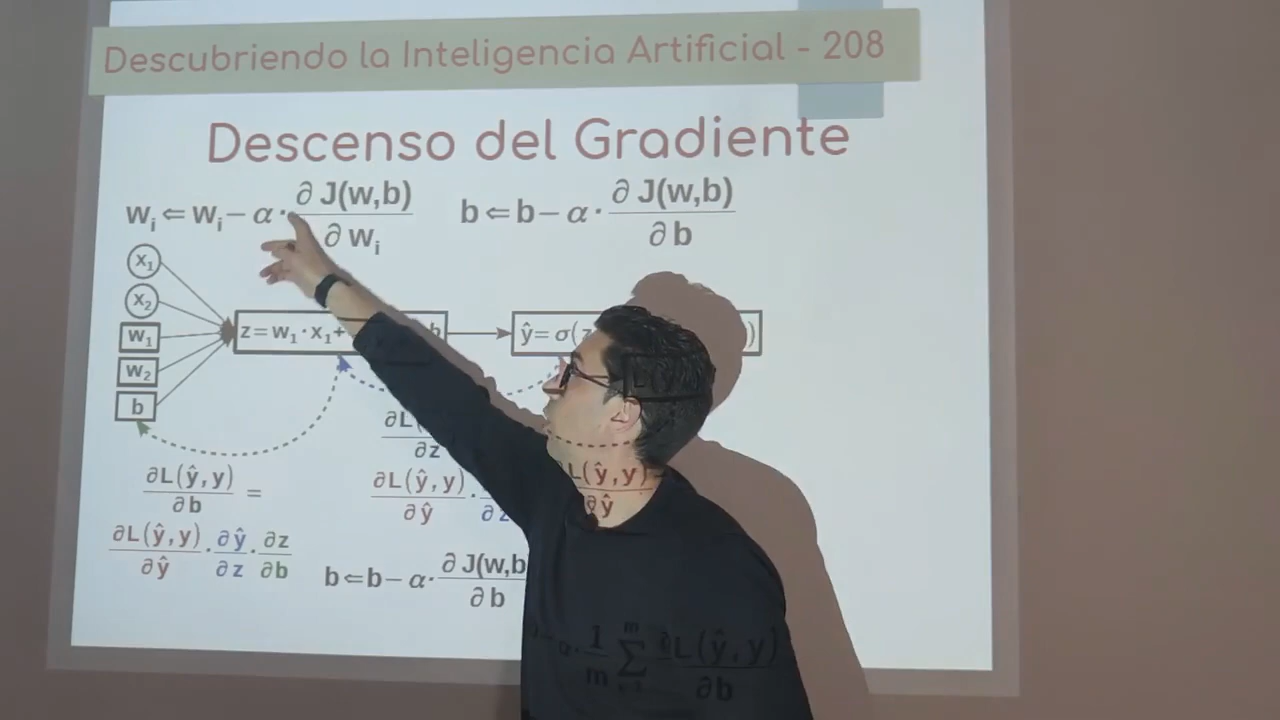 Descubriendo la Inteligencia Artificial - 208
Descenso del Gradiente
wᵢ ⇐ wᵢ − α · ∂ J(w,b) / ∂ wᵢ
b ⇐ b − α · ∂ J(w,b) / ∂ b
x₁
x₂
w₁
w₂
b
z = w₁ · x₁ +
b
ŷ = σ(z
)
L(ŷ,y)
∂L / ∂z
∂L(ŷ,y) / ∂b =
∂L(ŷ,y) / ∂ŷ · ∂ŷ / ∂z · ∂z / ∂b
∂L(ŷ,y) / ∂ŷ · / ∂z
∂L(ŷ,y) / ∂ŷ
b ⇐ b − α · ∂ J(w,b / ∂ b
α · 1 / m ∑ m ∂L(ŷ,y) / ∂b